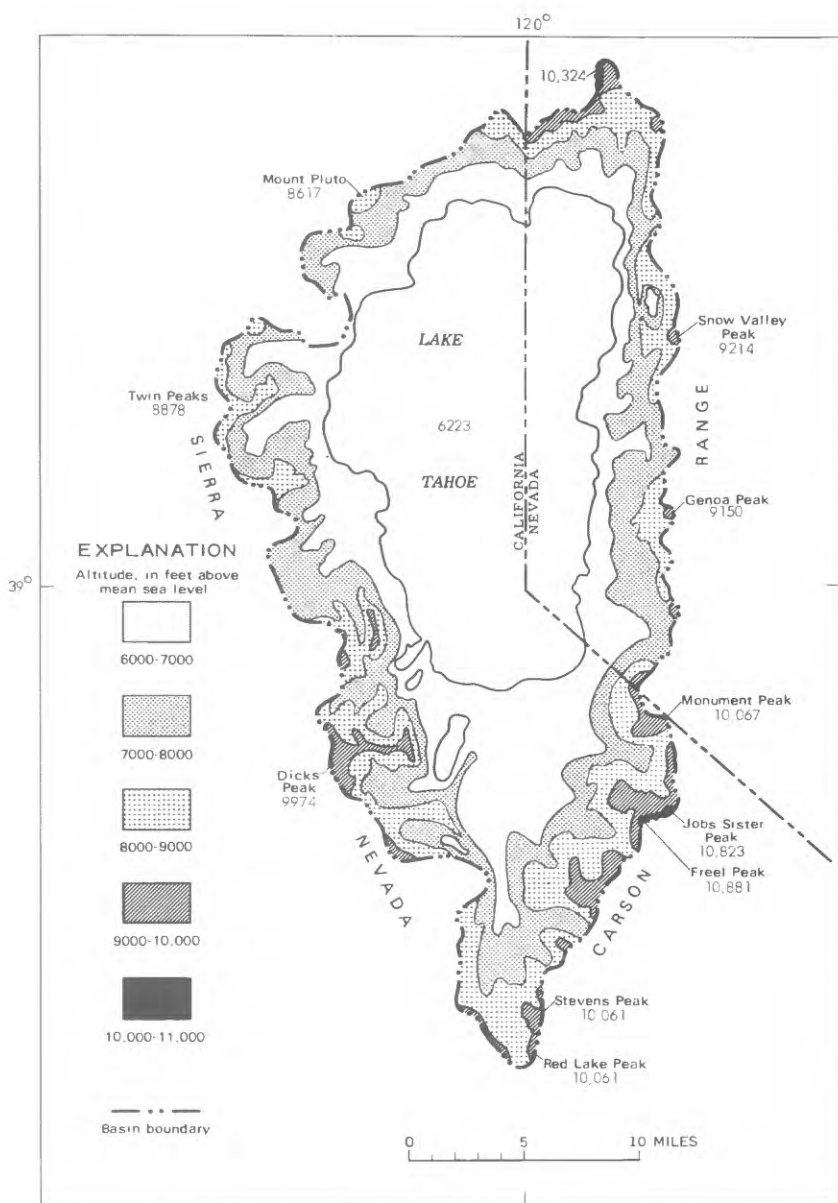 120°
10,324
Mount Pluto
8617
LAKE
Snow Valley
Peak
9214
Twin Peaks
8878
6223
SIERRA
RANGE
TAHOE
CALIFORNIA
NEVADA
Genoa Peak
9150
EXPLANATION
Altitude, in feet above
mean sea level
39°
6000-7000
7000-8000
Monument Peak
10,067
Dicks
Peak
9974
8000-9000
Jobs Sister
Peak
10,823
Freel Peak
10,881
NEVADA
CARSON
9000-10,000
Stevens Peak
10,061
10,000-11,000
Red Lake Peak
10,061
Basin boundary
0 5 10 MILES